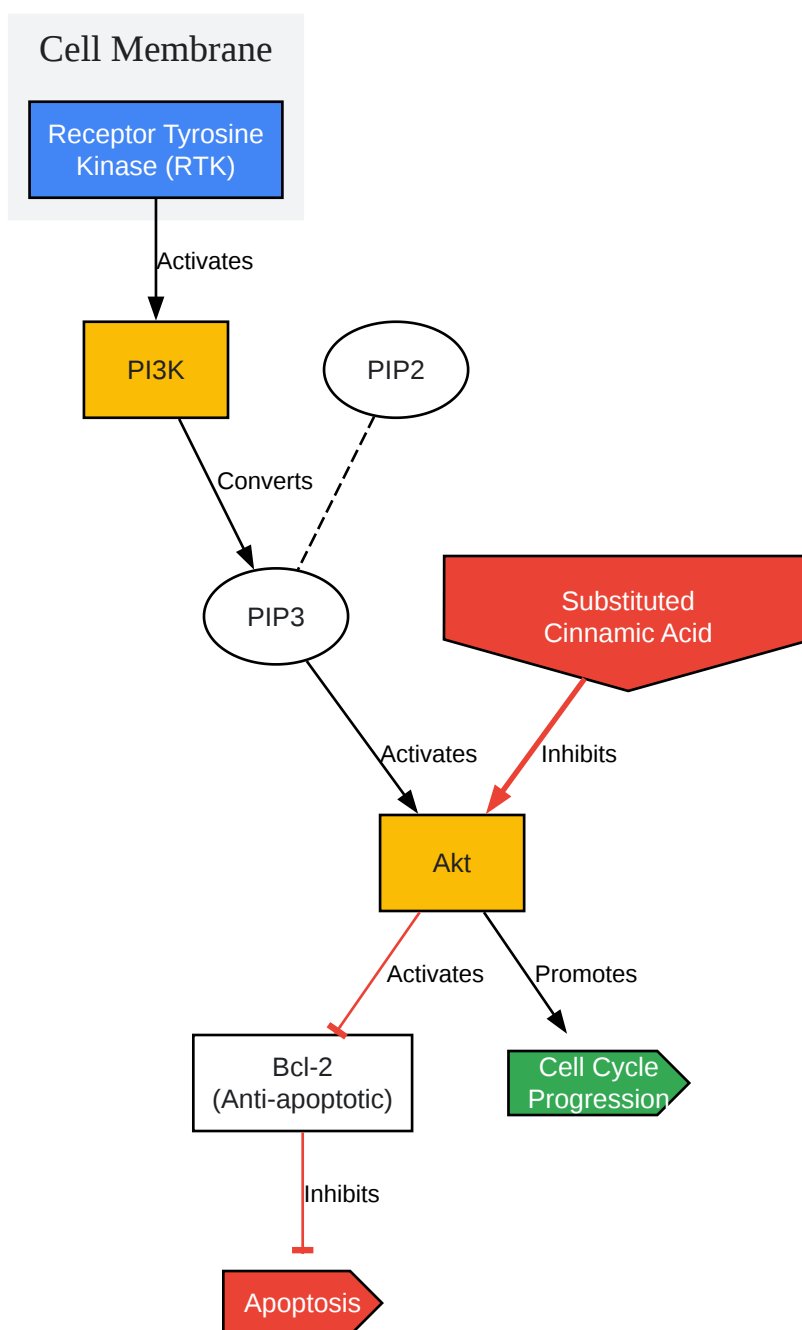 Cell Membrane
Receptor Tyrosine
Kinase (RTK)
Activates
PI3K
PIP2
Converts
PIP3
Substituted
Cinnamic Acid
Activates
Inhibits
Akt
Activates
Promotes
Bcl-2
(Anti-apoptotic)
Cell Cycle
Progression
Inhibits
Apoptosis